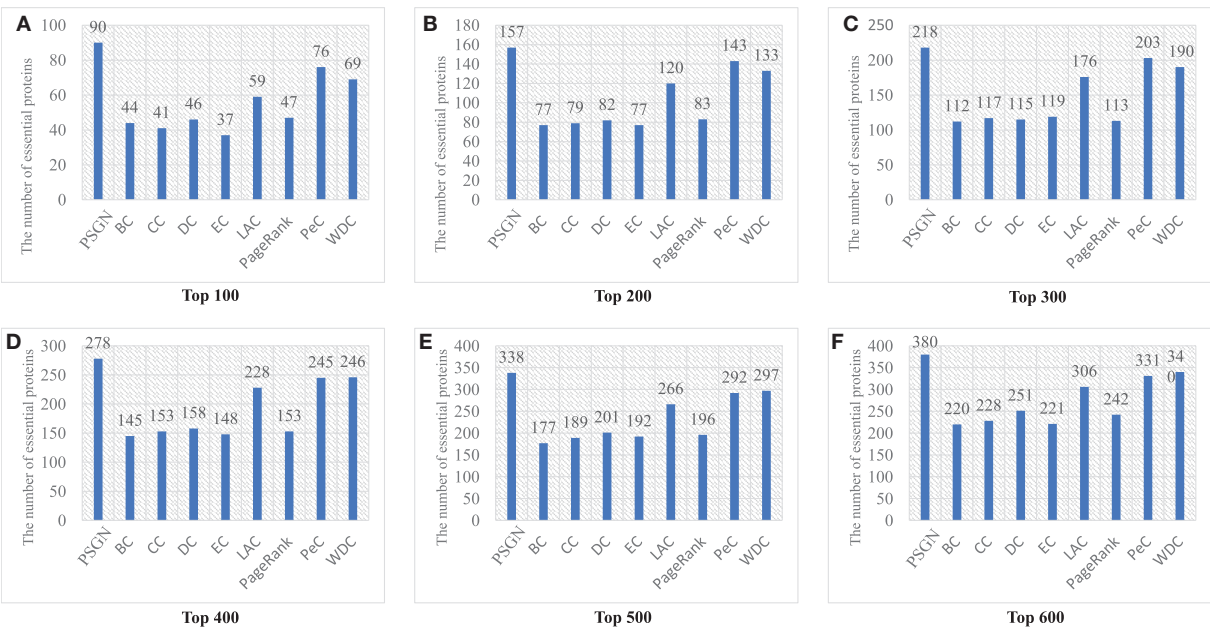 A
The number of essential proteins
100
80
60
40
20
0
90
44
41
46
37
59
47
76
69
PSGN
BC
CC
DC
EC
LAC
PageRank
PeC
WDC
Top 100
B
The number of essential proteins
180
160
140
120
100
80
60
40
20
0
157
77
79
82
77
120
83
143
133
PSGN
BC
CC
DC
EC
LAC
PageRank
PeC
WDC
Top 200
C
The number of essential proteins
250
200
150
100
50
0
218
112
117
115
119
176
113
203
190
PSGN
BC
CC
DC
EC
LAC
PageRank
PeC
WDC
Top 300
D
The number of essential proteins
300
250
200
150
100
50
0
278
145
153
158
148
228
153
245
246
PSGN
BC
CC
DC
EC
LAC
PageRank
PeC
WDC
Top 400
E
The number of essential proteins
400
350
300
250
200
150
100
50
0
338
177
189
201
192
266
196
292
297
PSGN
BC
CC
DC
EC
LAC
PageRank
PeC
WDC
Top 500
F
The number of essential proteins
400
350
300
250
200
150
100
50
0
380
220
228
251
221
306
242
331
34
0
PSGN
BC
CC
DC
EC
LAC
PageRank
PeC
WDC
Top 600